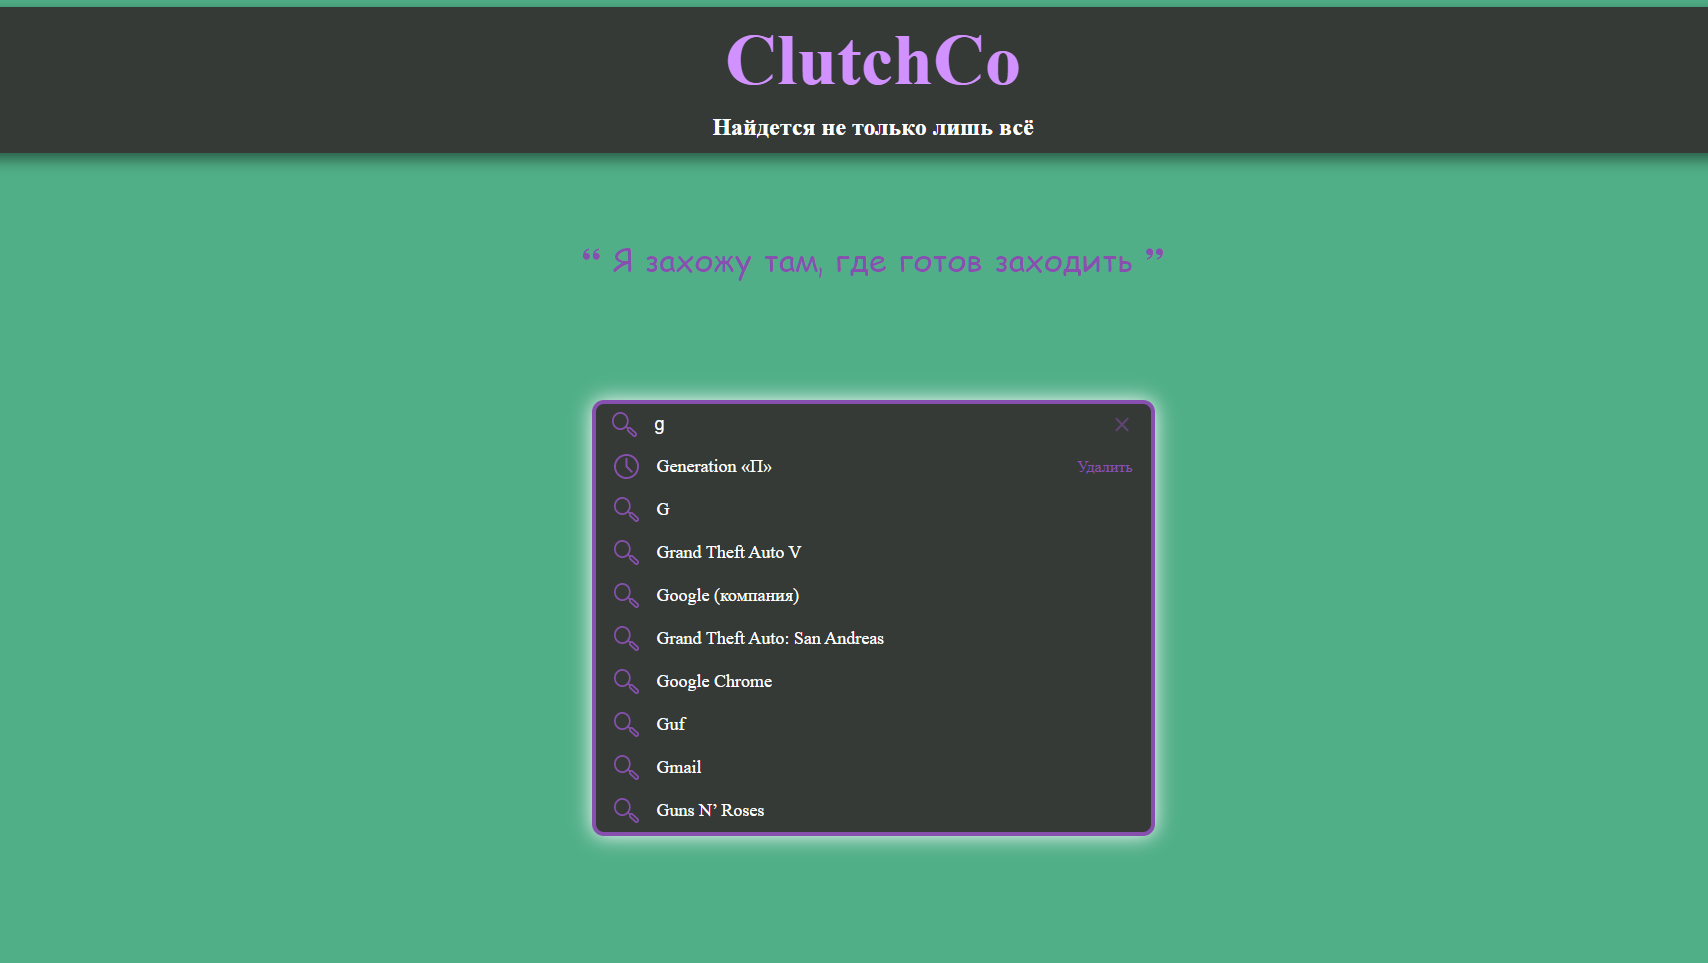 ClutchCo
Найдется не только лишь всё
“ Я захожу там, где готов заходить ”
g
Generation «П» Удалить
G
Grand Theft Auto V
Google (компания)
Grand Theft Auto: San Andreas
Google Chrome
Guf
Gmail
Guns N’ Roses